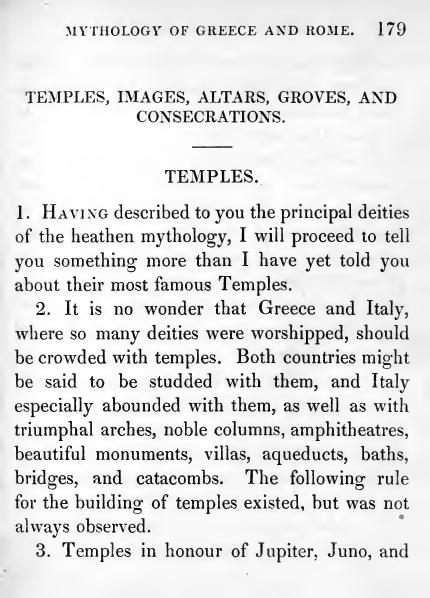 MYTHOLOGY OF GREECE AND ROME. 179
TEMPLES, IMAGES, ALTARS, GROVES, AND
CONSECRATIONS.
TEMPLES.
1. HAVING described to you the principal deities
of the heathen mythology, I will proceed to tell
you something more than I have yet told you
about their most famous Temples.
2. It is no wonder that Greece and Italy,
where so many deities were worshipped, should
be crowded with temples. Both countries might
be said to be studded with them, and Italy
especially abounded with them, as well as with
triumphal arches, noble columns, amphitheatres,
beautiful monuments, villas, aqueducts, baths,
bridges, and catacombs. The following rule
for the building of temples existed, but was not
always observed.
3. Temples in honour of Jupiter, Juno, and